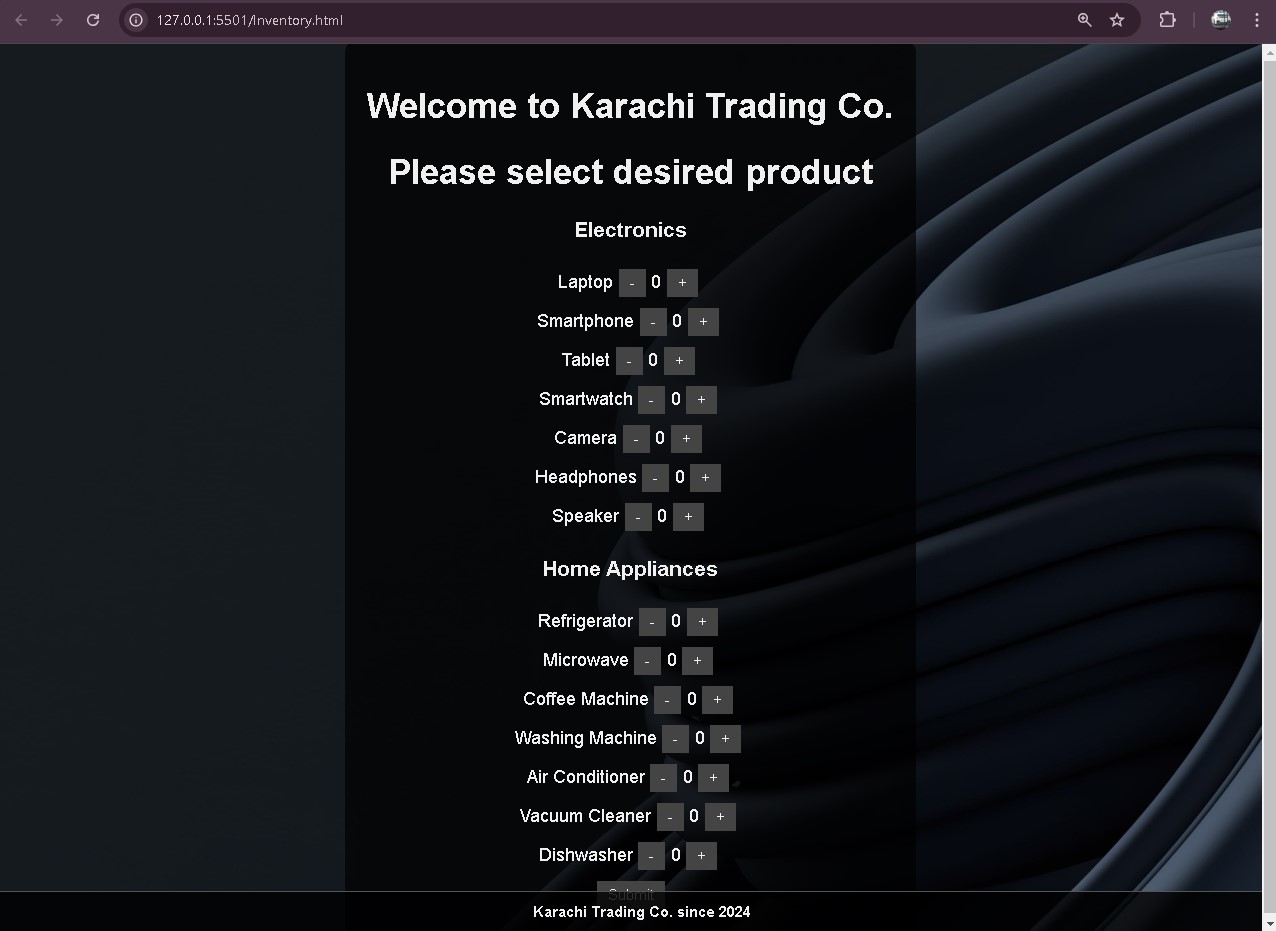 127.0.0.1:5501/Inventory.html
Welcome to Karachi Trading Co.
Please select desired product
Electronics
Laptop - 0 +
Smartphone - 0 +
Tablet - 0 +
Smartwatch - 0 +
Camera - 0 +
Headphones - 0 +
Speaker - 0 +
Home Appliances
Refrigerator - 0 +
Microwave - 0 +
Coffee Machine - 0 +
Washing Machine - 0 +
Air Conditioner - 0 +
Vacuum Cleaner - 0 +
Dishwasher - 0 +
Submit
Karachi Trading Co. since 2024